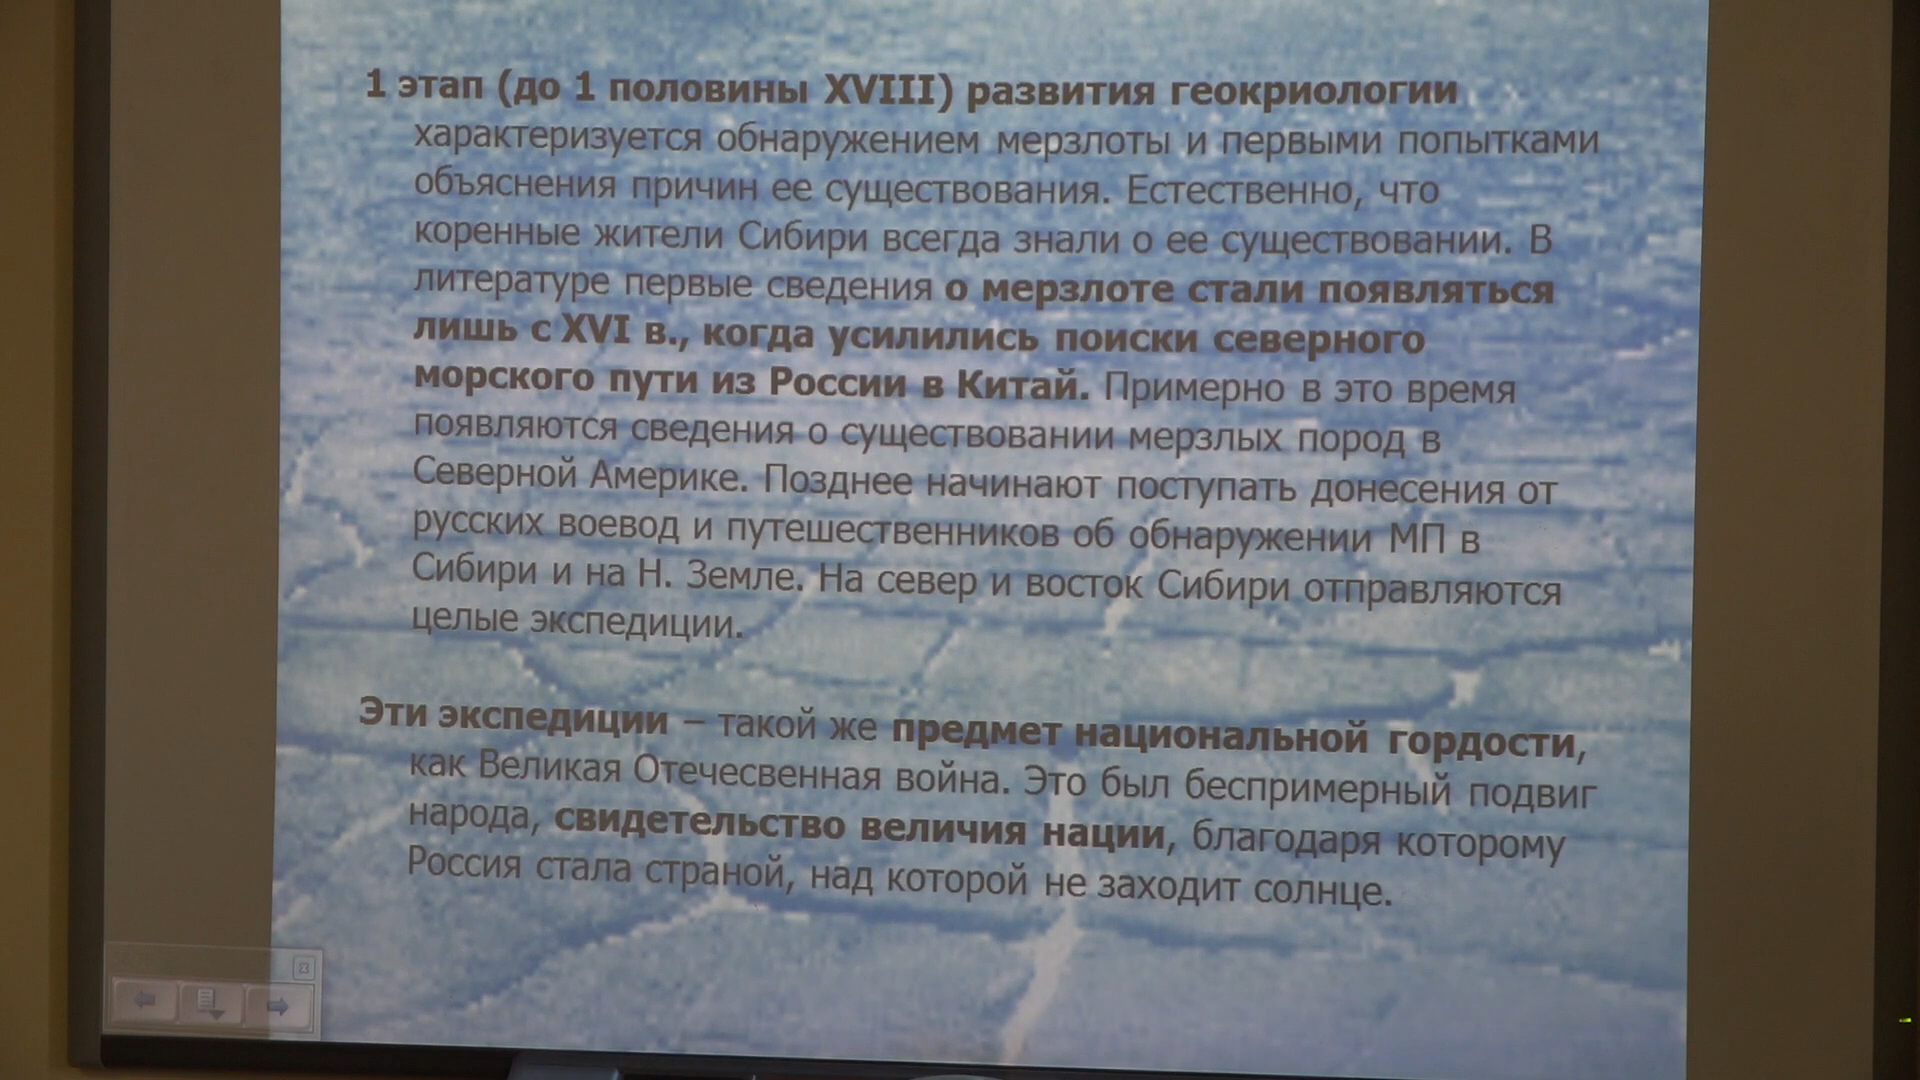 1 этап (до 1 половины XVIII) развития геокриологии
характеризуется обнаружением мерзлоты и первыми попытками
объяснения причин ее существования. Естественно, что
коренные жители Сибири всегда знали о ее существовании. В
литературе первые сведения о мерзлоте стали появляться
лишь с XVI в., когда усилились поиски северного
морского пути из России в Китай. Примерно в это время
появляются сведения о существовании мерзлых пород в
Северной Америке. Позднее начинают поступать донесения от
русских воевод и путешественников об обнаружении МП в
Сибири и на Н. Земле. На север и восток Сибири отправляются
целые экспедиции.
Эти экспедиции – такой же предмет национальной гордости,
как Великая Отечесвенная война. Это был беспримерный подвиг
народа, свидетельство величия нации, благодаря которому
Россия стала страной, над которой не заходит солнце.